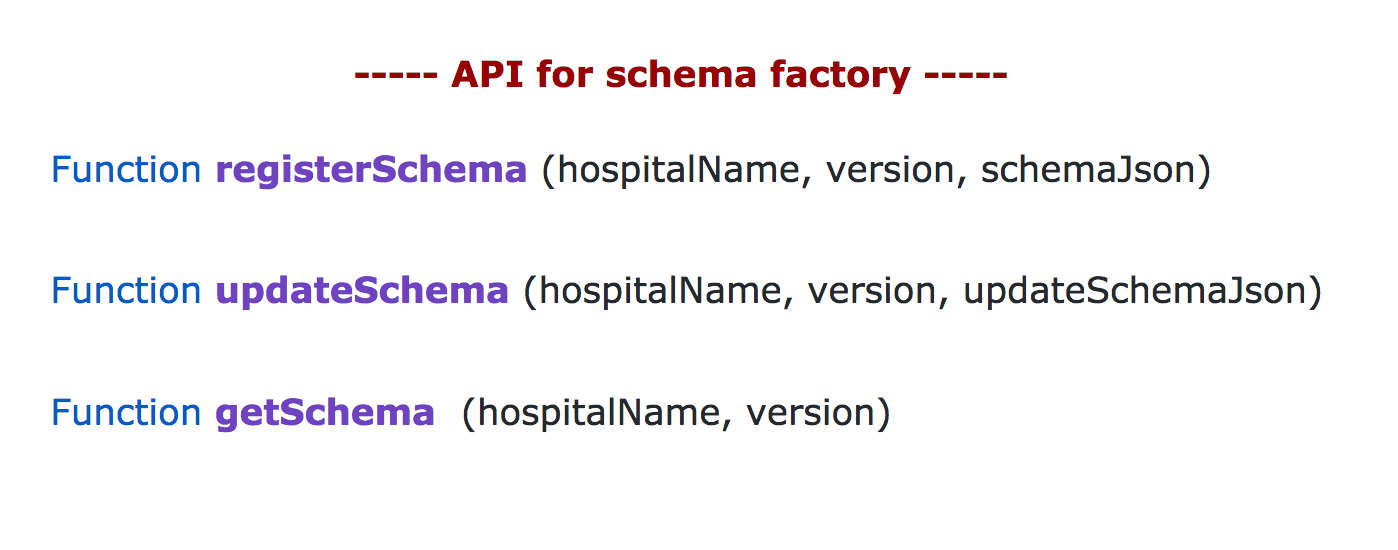 ----- API for schema factory -----
Function registerSchema (hospitalName, version, schemaJson)
Function updateSchema (hospitalName, version, updateSchemaJson)
Function getSchema  (hospitalName, version)